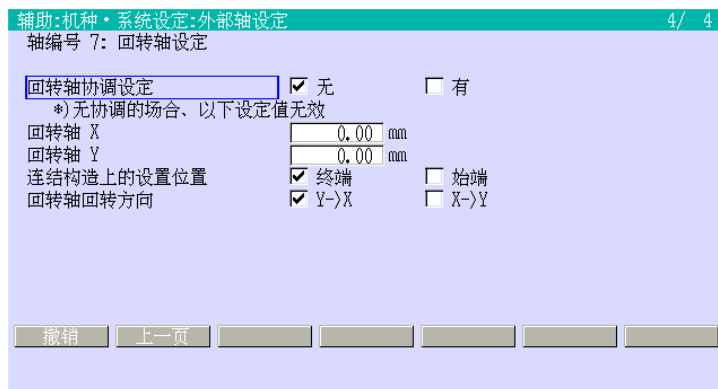 辅助:机种・系统设定:外部轴设定 4/ 4
轴编号 7: 回转轴设定
回转轴协调设定 无 有
*)无协调的场合、以下设定值无效
回转轴 X 0.00 mm
回转轴 Y 0.00 mm
连结构造上的设置位置 终端 始端
回转轴回转方向 Y->X X->Y
撤销 上一页